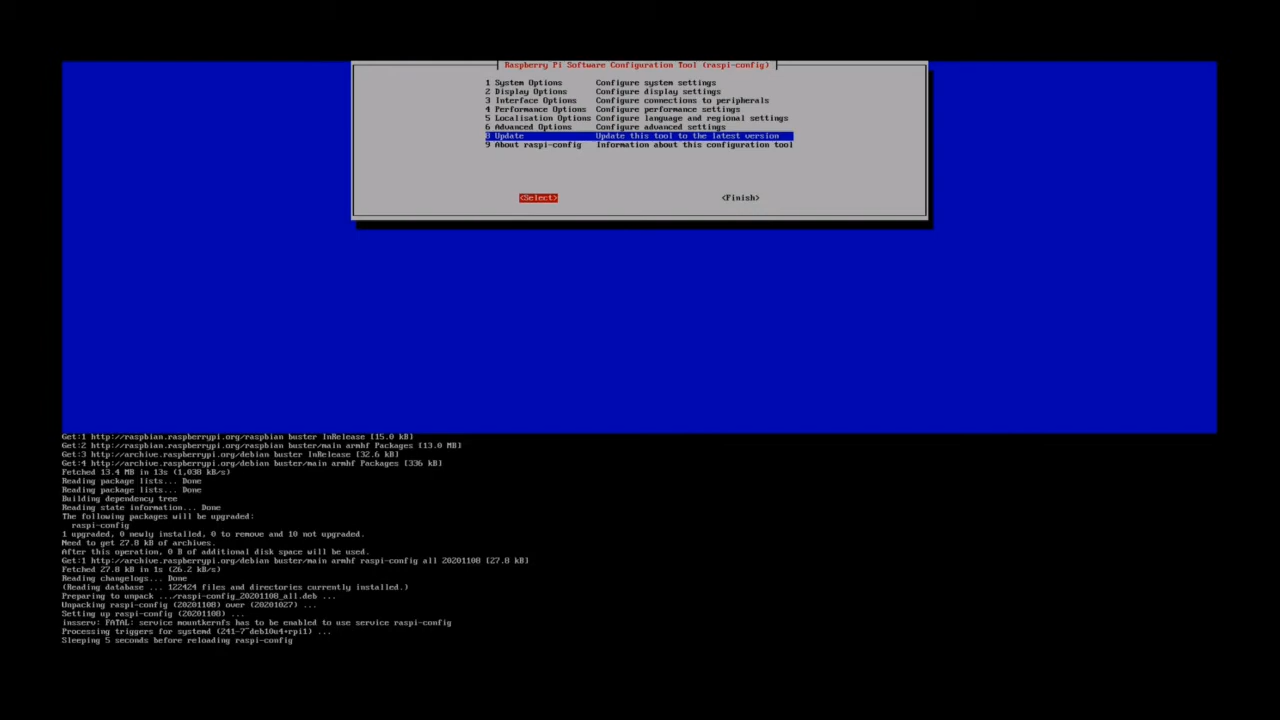 Raspberry Pi Software Configuration Tool (raspi-config)
1 System Options Configure system settings
2 Display Options Configure display settings
3 Interface Options Configure connections to peripherals
4 Performance Options Configure performance settings
5 Localisation Options Configure language and regional settings
6 Advanced Options Configure advanced settings
8 Update Update this tool to the latest version
9 About raspi-config Information about this configuration tool
<Select> <Finish>
Get:1 http://raspbian.raspberrypi.org/raspbian buster InRelease [15.0 kB]
Get:2 http://raspbian.raspberrypi.org/raspbian buster/main armhf Packages [13.0 MB]
Get:3 http://archive.raspberrypi.org/debian buster InRelease [32.6 kB]
Get:4 http://archive.raspberrypi.org/debian buster/main armhf Packages [336 kB]
Fetched 13.4 MB in 13s (1,038 kB/s)
Reading package lists... Done
Reading package lists... Done
Building dependency tree
Reading state information... Done
The following packages will be upgraded:
raspi-config
1 upgraded, 0 newly installed, 0 to remove and 10 not upgraded.
Need to get 27.8 kB of archives.
After this operation, 0 B of additional disk space will be used.
Get:1 http://archive.raspberrypi.org/debian buster/main armhf raspi-config all 20201108 [27.8 kB]
Fetched 27.8 kB in 1s (26.2 kB/s)
Reading changelogs... Done
(Reading database ... 122424 files and directories currently installed.)
Preparing to unpack .../raspi-config_20201108_all.deb ...
Unpacking raspi-config (20201108) over (20201027) ...
Setting up raspi-config (20201108) ...
insserv: FATAL: service mountkernfs has to be enabled to use service raspi-config
Processing triggers for systemd (241-7~deb10u4+rpi1) ...
Sleeping 5 seconds before reloading raspi-config